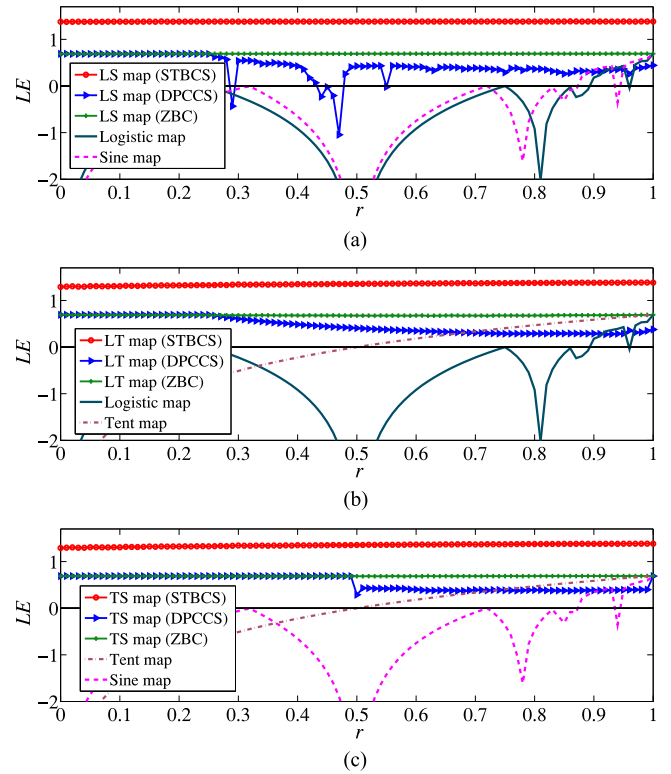 1
0
−1
−2
LE
LS map (STBCS)
LS map (DPCCS)
LS map (ZBC)
Logistic map
Sine map
0 0.1 0.2 0.3 0.4 0.5 0.6 0.7 0.8 0.9 1
r
(a)
1
0
−1
−2
LE
LT map (STBCS)
LT map (DPCCS)
LT map (ZBC)
Logistic map
Tent map
0 0.1 0.2 0.3 0.4 0.5 0.6 0.7 0.8 0.9 1
r
(b)
1
0
−1
−2
LE
TS map (STBCS)
TS map (DPCCS)
TS map (ZBC)
Tent map
Sine map
0 0.1 0.2 0.3 0.4 0.5 0.6 0.7 0.8 0.9 1
r
(c)